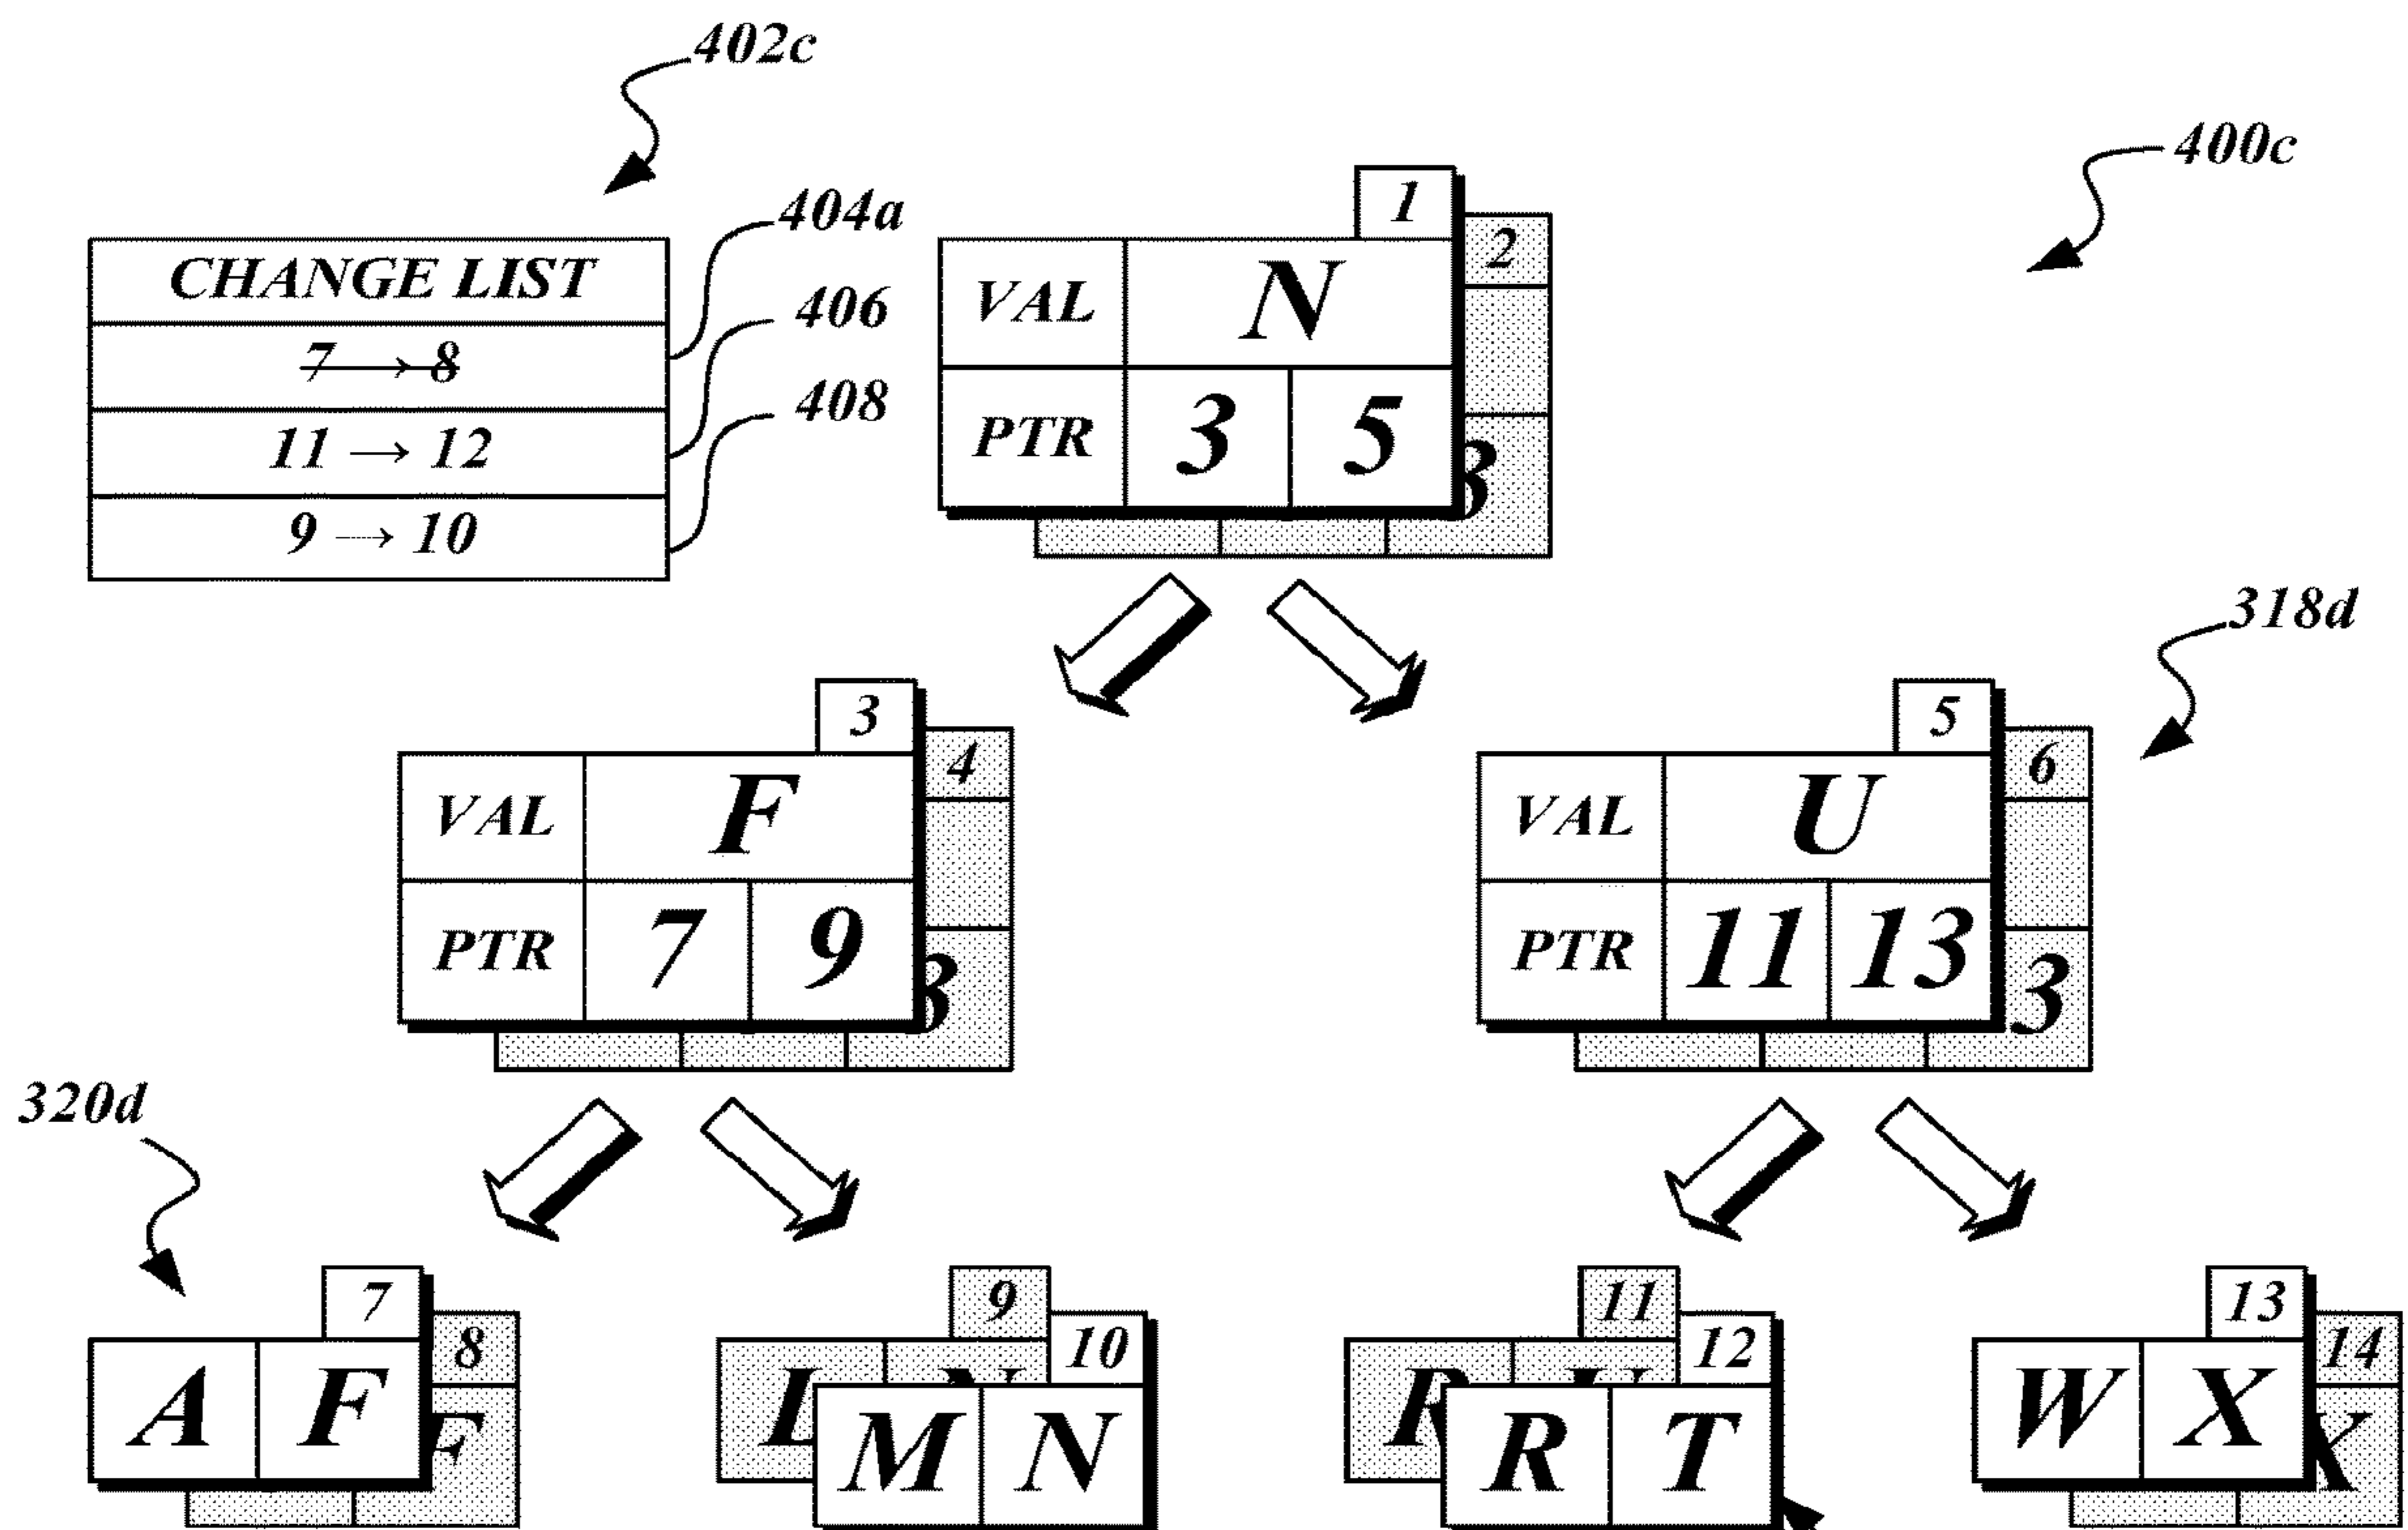 402c
400c
404a
406
408
CHANGE LIST
7 → 8
11 → 12
9 → 10
1
2
VAL N
PTR 3 5
3
318d
3
4
VAL F
PTR 7 9
3
5
6
VAL U
PTR 11 13
3
320d
7
8
A F
F
9
10
L N
M N
11
12
R
R T
13
14
W X
X